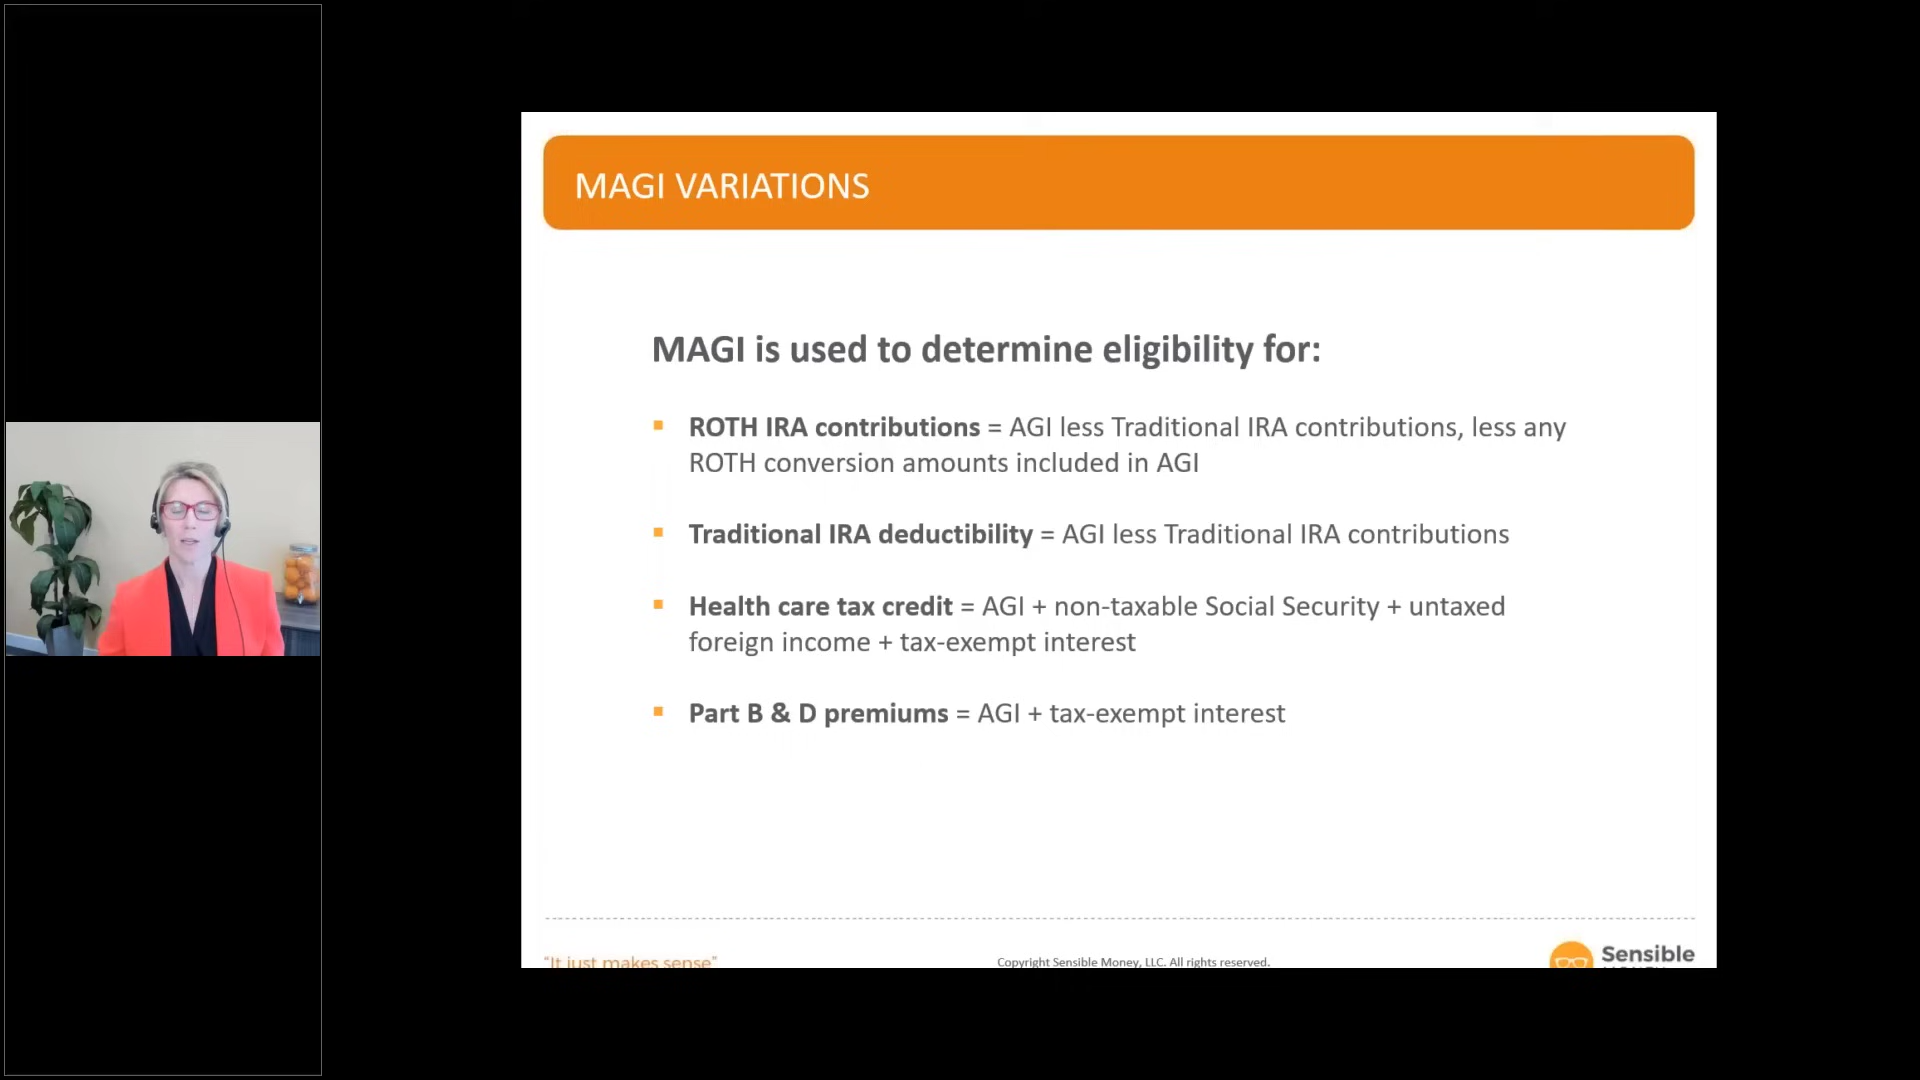 MAGI VARIATIONS
MAGI is used to determine eligibility for:
ROTH IRA contributions = AGI less Traditional IRA contributions, less any
ROTH conversion amounts included in AGI
Traditional IRA deductibility = AGI less Traditional IRA contributions
Health care tax credit = AGI + non-taxable Social Security + untaxed
foreign income + tax-exempt interest
Part B & D premiums = AGI + tax-exempt interest
"It just makes sense"
Copyright Sensible Money, LLC. All rights reserved.
Sensible